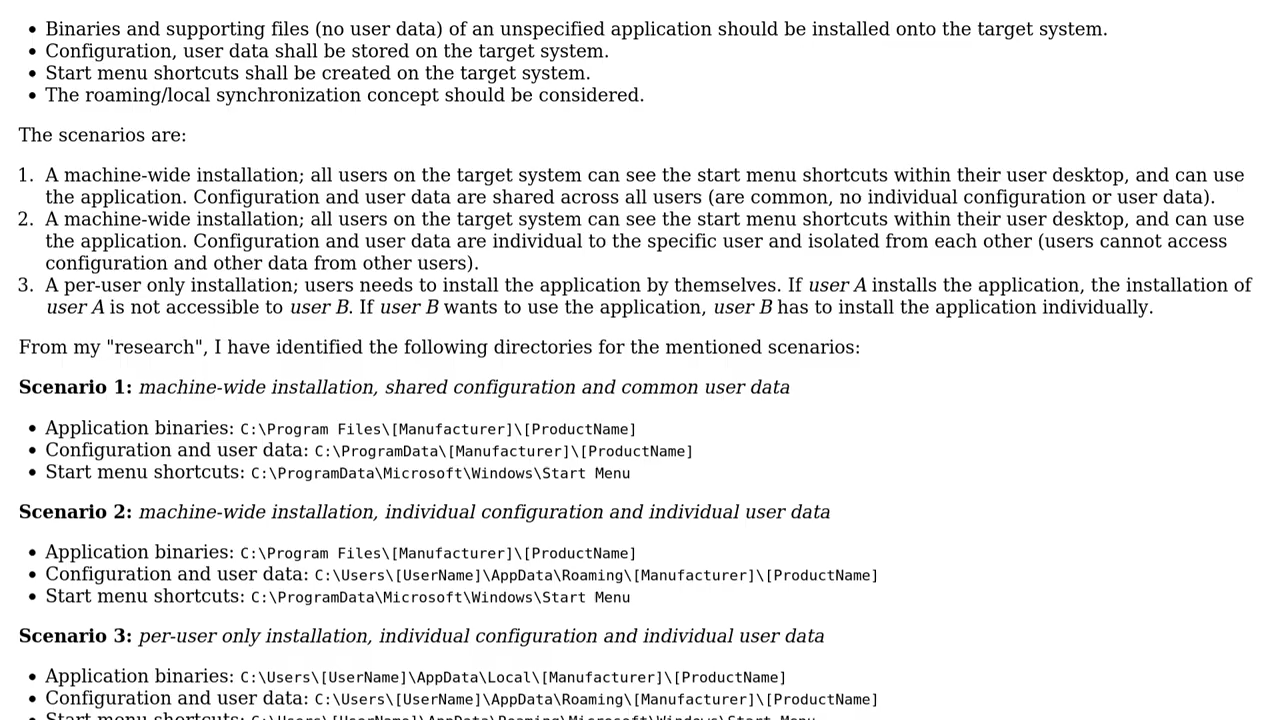 • Binaries and supporting files (no user data) of an unspecified application should be installed onto the target system.
• Configuration, user data shall be stored on the target system.
• Start menu shortcuts shall be created on the target system.
• The roaming/local synchronization concept should be considered.
The scenarios are:
1. A machine-wide installation; all users on the target system can see the start menu shortcuts within their user desktop, and can use
the application. Configuration and user data are shared across all users (are common, no individual configuration or user data).
2. A machine-wide installation; all users on the target system can see the start menu shortcuts within their user desktop, and can use
the application. Configuration and user data are individual to the specific user and isolated from each other (users cannot access
configuration and other data from other users).
3. A per-user only installation; users needs to install the application by themselves. If user A installs the application, the installation of
user A is not accessible to user B. If user B wants to use the application, user B has to install the application individually.
From my "research", I have identified the following directories for the mentioned scenarios:
Scenario 1: machine-wide installation, shared configuration and common user data
• Application binaries: C:\Program Files\[Manufacturer]\[ProductName]
• Configuration and user data: C:\ProgramData\[Manufacturer]\[ProductName]
• Start menu shortcuts: C:\ProgramData\Microsoft\Windows\Start Menu
Scenario 2: machine-wide installation, individual configuration and individual user data
• Application binaries: C:\Program Files\[Manufacturer]\[ProductName]
• Configuration and user data: C:\Users\[UserName]\AppData\Roaming\[Manufacturer]\[ProductName]
• Start menu shortcuts: C:\ProgramData\Microsoft\Windows\Start Menu
Scenario 3: per-user only installation, individual configuration and individual user data
• Application binaries: C:\Users\[UserName]\AppData\Local\[Manufacturer]\[ProductName]
• Configuration and user data: C:\Users\[UserName]\AppData\Roaming\[Manufacturer]\[ProductName]
• Start menu shortcuts: C:\Users\[UserName]\AppData\Roaming\Microsoft\Windows\Start Menu